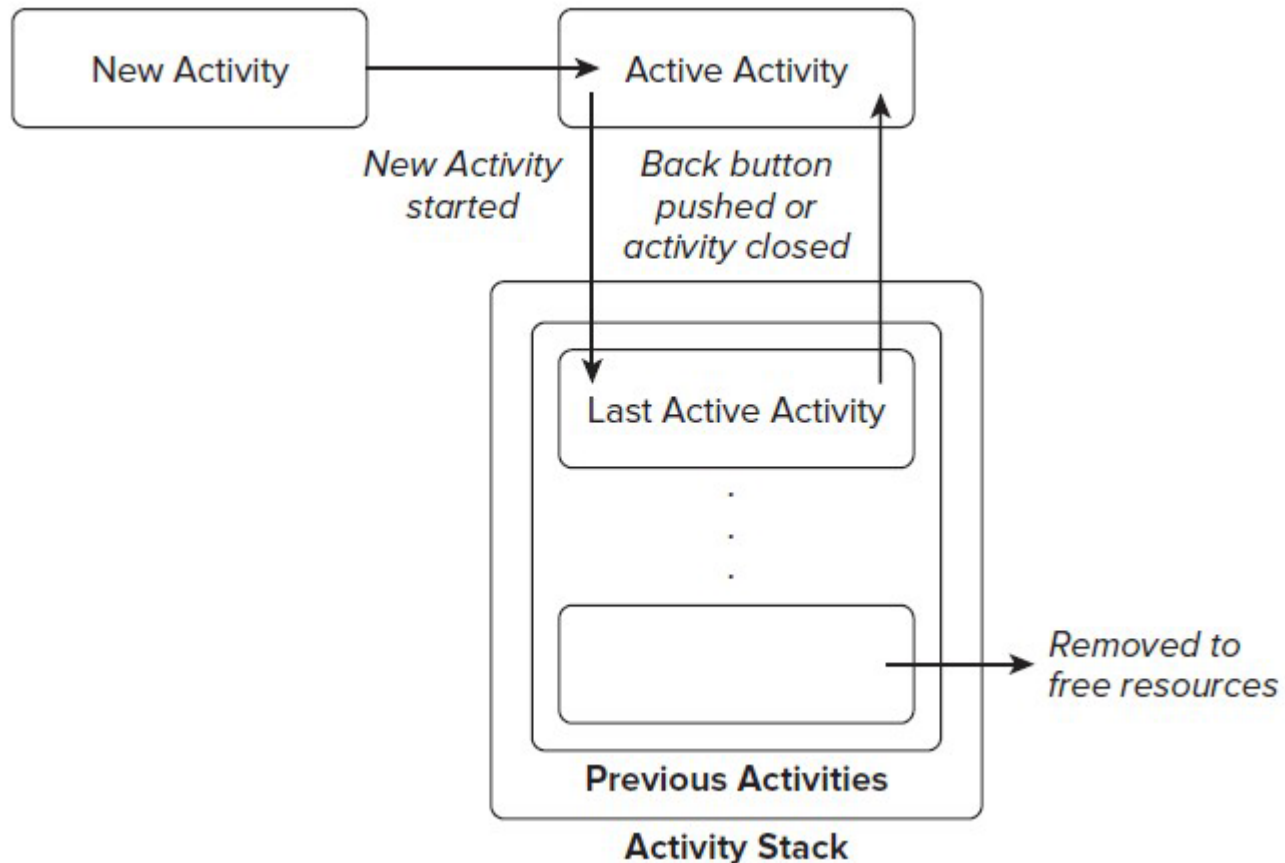 New Activity
Active Activity
New Activity
started
Back button
pushed or
activity closed
Last Active Activity
.
.
.
Removed to
free resources
Previous Activities
Activity Stack